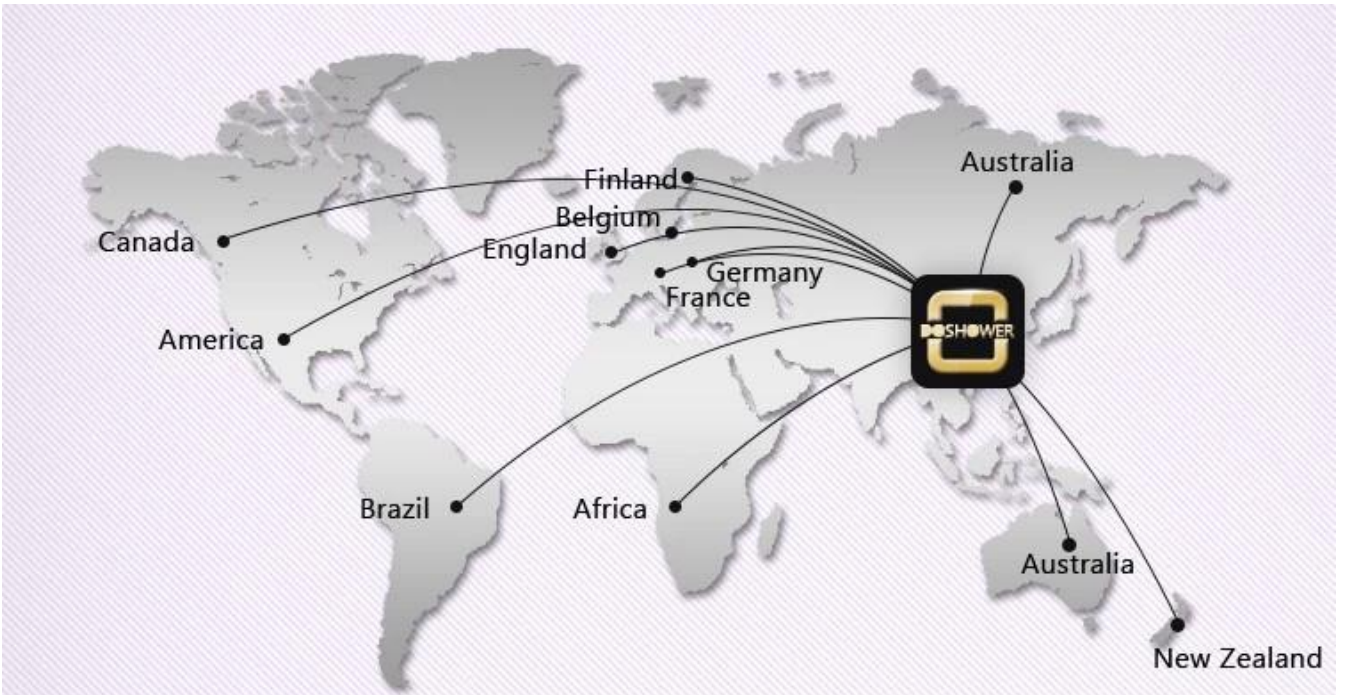 Australia
Finland
Belgium
Canada
England
Germany
France
DOSHOWER
America
Brazil
Africa
Australia
New Zealand